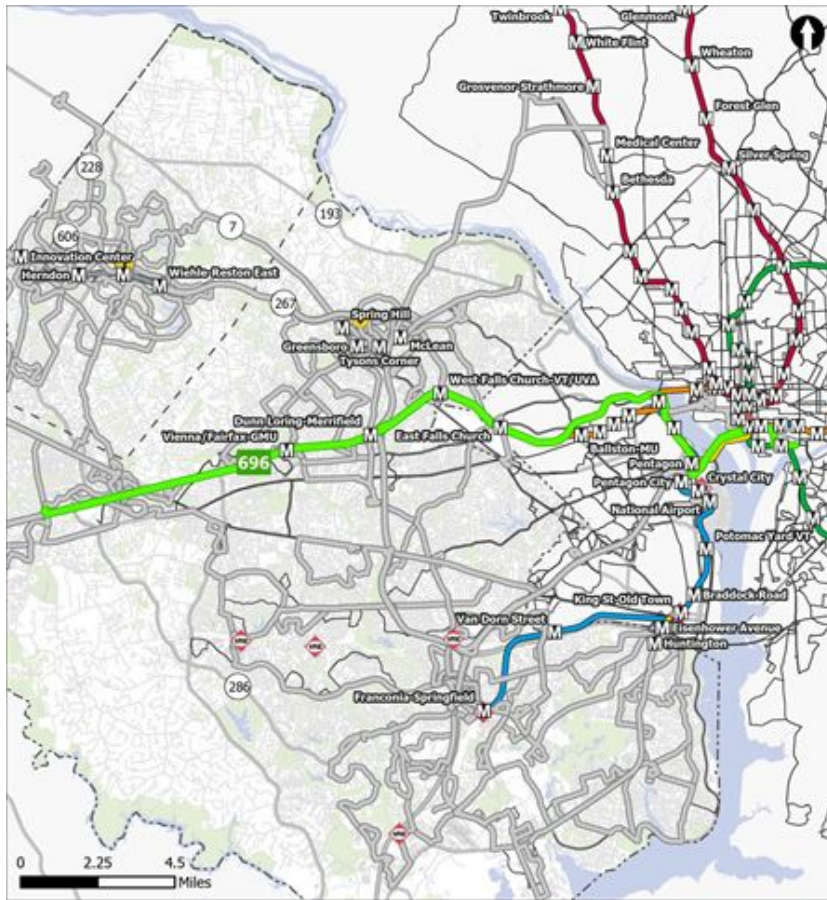 Twinbrook
Glenmont
White Flint
Wheaton
Grosvenor-Strathmore
Forest Glen
Medical Center
Silver Spring
228
Bethesda
193
7
606
Innovation Center
Herndon
Wiehle-Reston East
267
Spring Hill
Greensboro
McLean
Tysons Corner
West Falls Church-VT/UVA
Dunn Loring-Merrifield
East Falls Church
Vienna/Fairfax-GMU
Ballston-MU
696
Pentagon
Pentagon City
Crystal City
National Airport
Potomac Yard VT
Braddock Road
King St-Old Town
Van Dorn Street
Eisenhower Avenue
Huntington
286
Franconia-Springfield
0 2.25 4.5
Miles
M
VRE